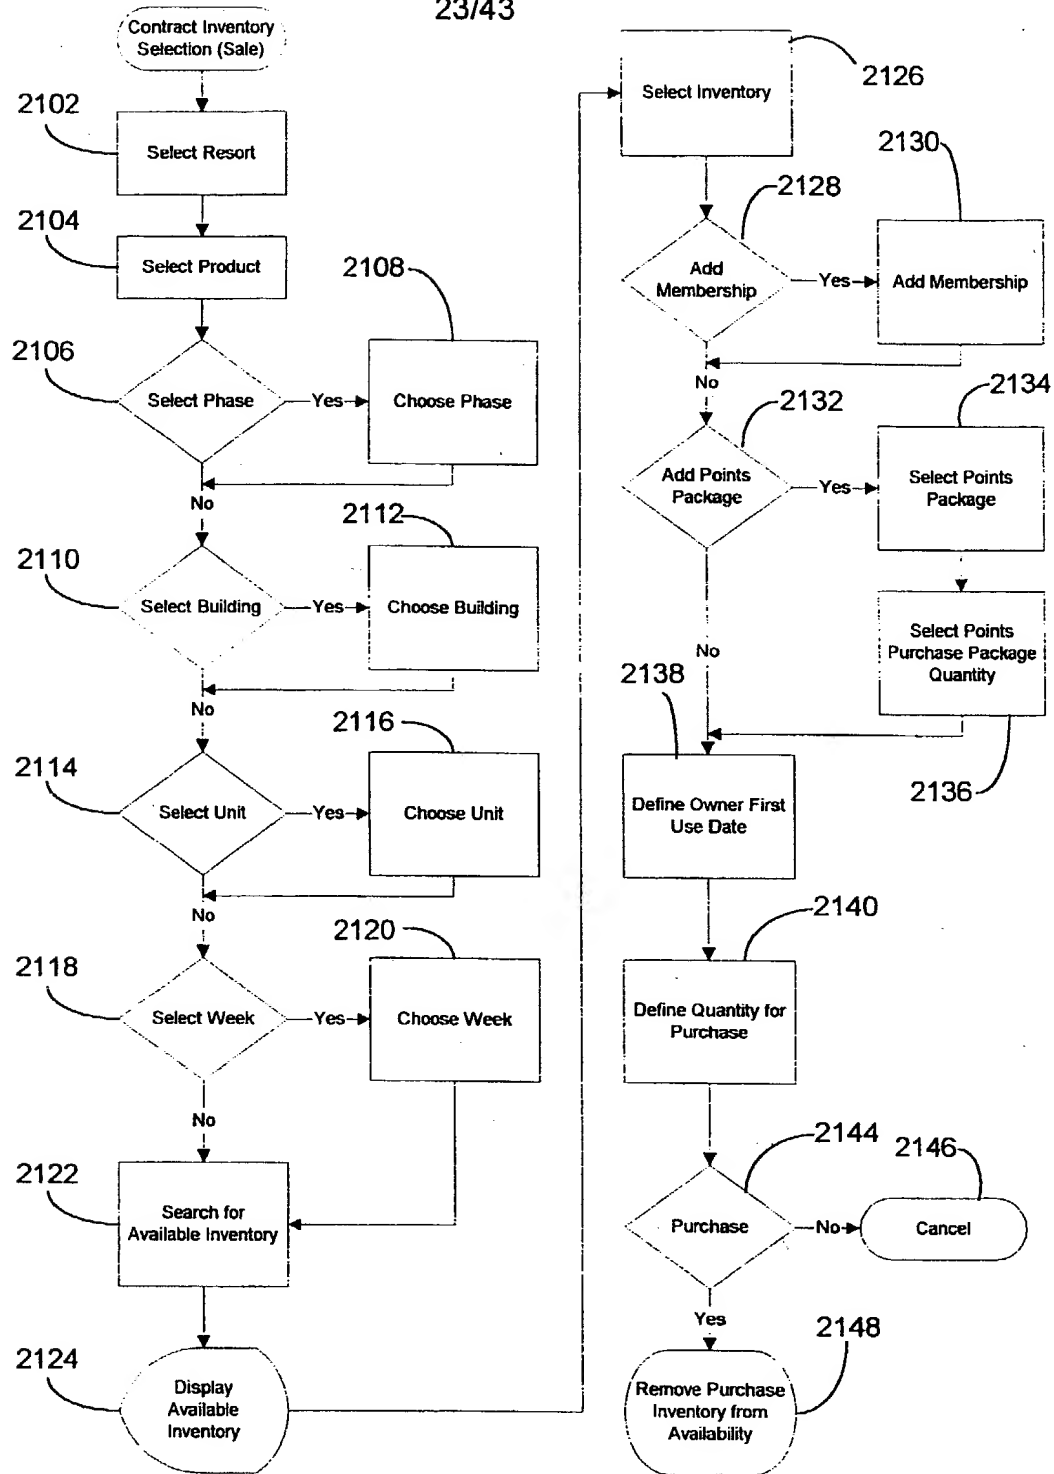 23/43
Contract Inventory
Selection (Sale)
2102
Select Resort
2104
Select Product
2106
Select Phase
Yes
2108
Choose Phase
No
2110
Select Building
Yes
2112
Choose Building
No
2114
Select Unit
Yes
2116
Choose Unit
No
2118
Select Week
Yes
2120
Choose Week
No
2122
Search for
Available Inventory
2124
Display
Available
Inventory
2126
Select Inventory
2128
Add
Membership
Yes
2130
Add Membership
No
2132
Add Points
Package
Yes
2134
Select Points
Package
Select Points
Purchase Package
Quantity
2136
No
2138
Define Owner First
Use Date
2140
Define Quantity for
Purchase
2144
Purchase
No
2146
Cancel
Yes
2148
Remove Purchase
Inventory from
Availability